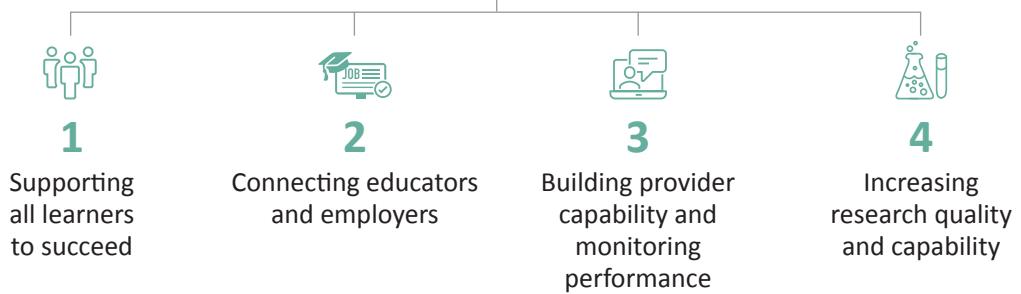 JOB
1
Supporting
all learners
to succeed
2
Connecting educators
and employers
3
Building provider
capability and
monitoring
performance
4
Increasing
research quality
and capability